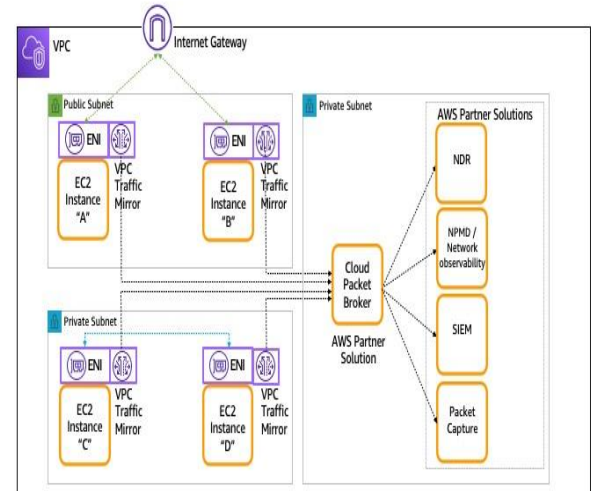 VPC
Internet Gateway
Public Subnet
ENI
VPC
Traffic
Mirror
EC2
Instance
"A"
ENI
VPC
Traffic
Mirror
EC2
Instance
"B"
Private Subnet
ENI
VPC
Traffic
Mirror
EC2
Instance
"C"
ENI
VPC
Traffic
Mirror
EC2
Instance
"D"
Private Subnet
Cloud
Packet
Broker
AWS Partner
Solution
AWS Partner Solutions
NDR
NPMD /
Network
observability
SIEM
Packet
Capture